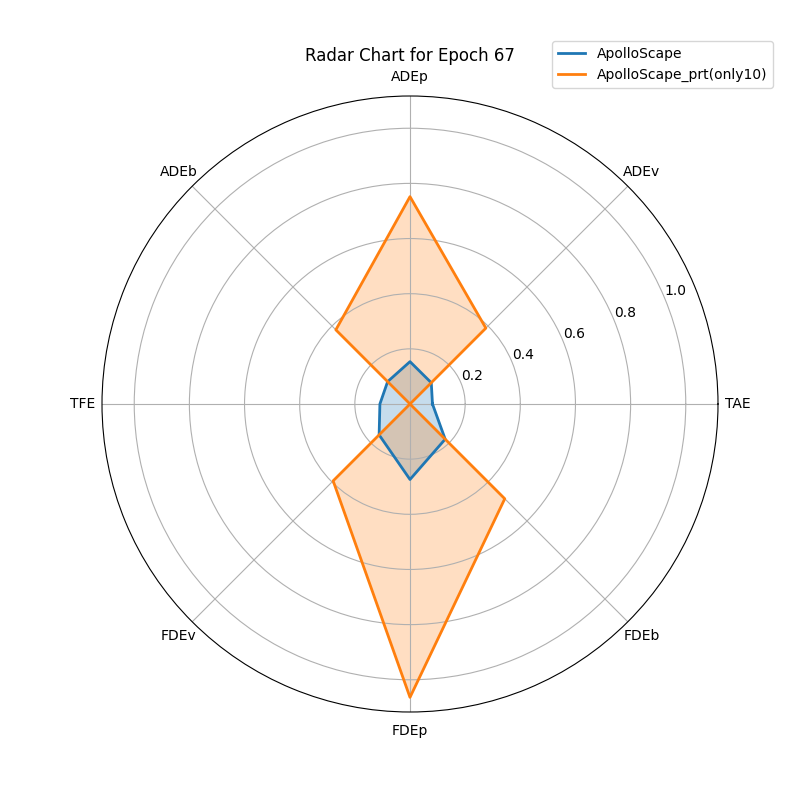 Radar Chart for Epoch 67
ApolloScape
ApolloScape_prt(only10)
ADEp
ADEb
ADEv
1.0
0.8
0.6
0.4
0.2
TFE
TAE
FDEv
FDEb
FDEp